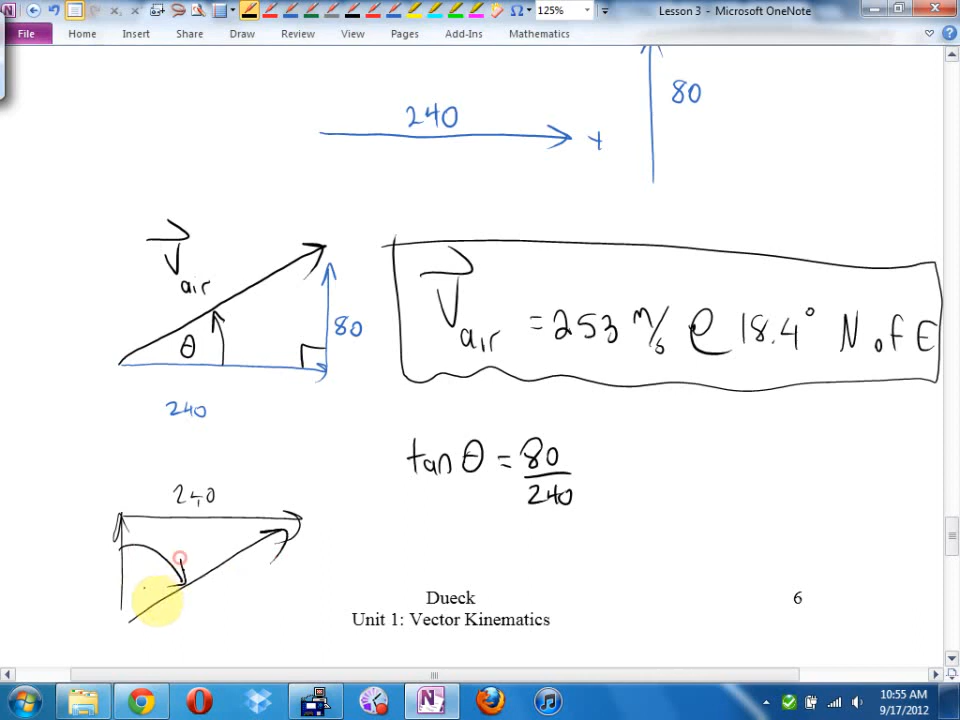 125%
Lesson 3 - Microsoft OneNote
File Home Insert Share Draw Review View Pages Add-Ins Mathematics
80
240
+
V air
80
θ
240
V air = 253 m/s @ 18.4° N of E
tan θ = 80/240
240
Dueck
6
Unit 1: Vector Kinematics
10:55 AM
9/17/2012